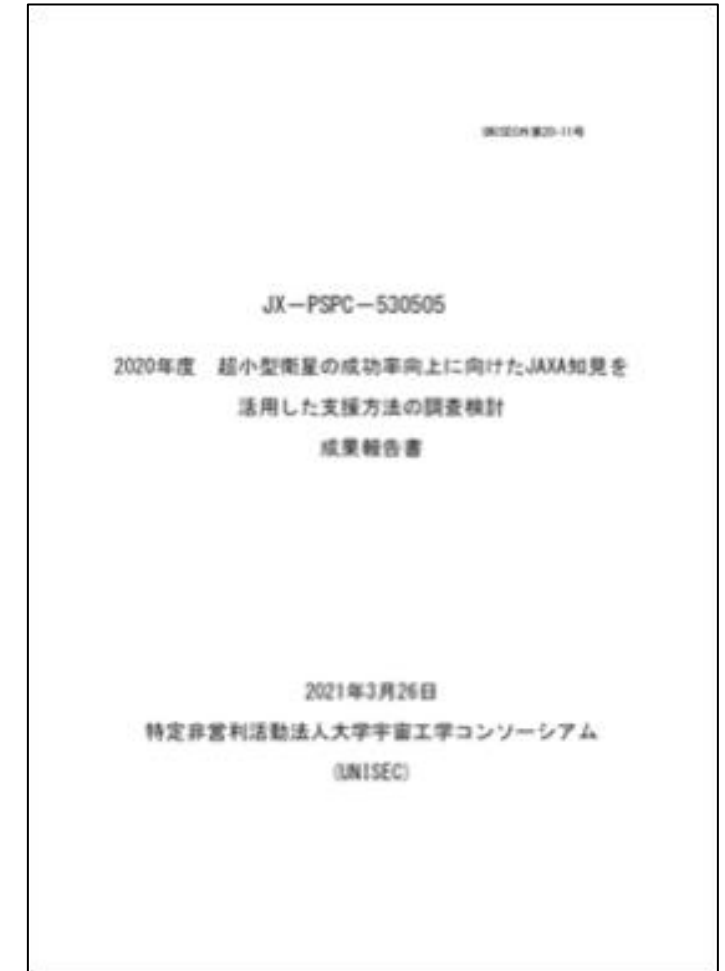 JX－PSPC－530505
2020年度　超小型衛星の成功率向上に向けたJAXA知見を
活用した支援方法の調査検討
成果報告書
2021年3月26日
特定非営利活動法人大学宇宙工学コンソーシアム
(UNISEC)